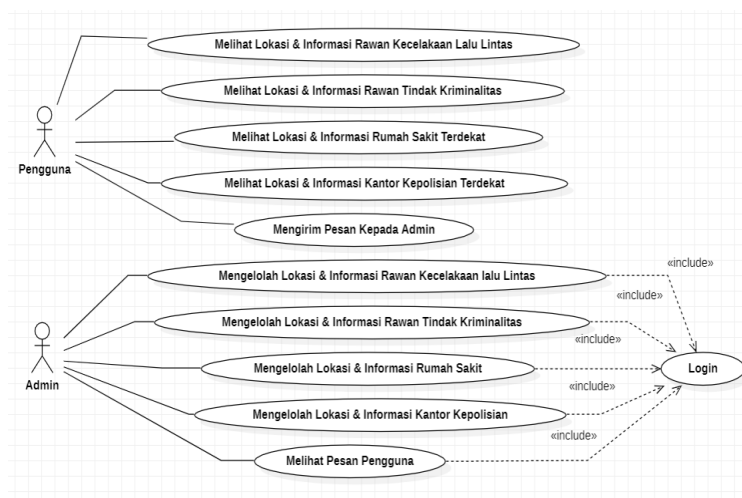 Melihat Lokasi & Informasi Rawan Kecelakaan Lalu Lintas
Melihat Lokasi & Informasi Rawan Tindak Kriminalitas
Melihat Lokasi & Informasi Rumah Sakit Terdekat
Pengguna
Melihat Lokasi & Informasi Kantor Kepolisian Terdekat
Mengirim Pesan Kepada Admin
«include»
Mengelolah Lokasi & Informasi Rawan Kecelakaan lalu Lintas
«include»
Mengelolah Lokasi & Informasi Rawan Tindak Kriminalitas
«include»
Mengelolah Lokasi & Informasi Rumah Sakit
Login
Admin
«include»
Mengelolah Lokasi & Informasi Kantor Kepolisian
«include»
Melihat Pesan Pengguna